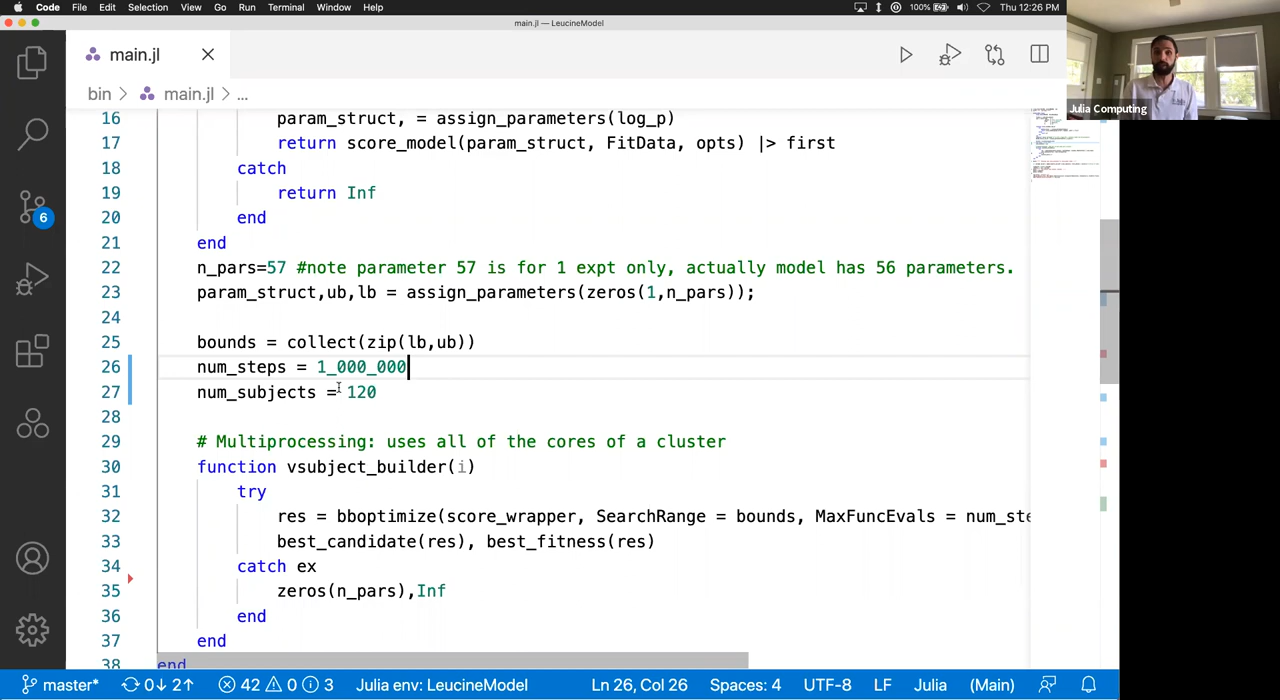 Code File Edit Selection View Go Run Terminal Window Help 100% Thu 12:26 PM
main.jl — LeucineModel
main.jl
bin > main.jl > ...
Julia Computing
16 param_struct, = assign_parameters(log_p)
17 return score_model(param_struct, FitData, opts) |> first
18 catch
19 return Inf
20 end
21 end
22 n_pars=57 #note parameter 57 is for 1 expt only, actually model has 56 parameters.
23 param_struct,ub,lb = assign_parameters(zeros(1,n_pars));
24
25 bounds = collect(zip(lb,ub))
26 num_steps = 1_000_000
27 num_subjects = 120
28
29 # Multiprocessing: uses all of the cores of a cluster
30 function vsubject_builder(i)
31 try
32 res = bboptimize(score_wrapper, SearchRange = bounds, MaxFuncEvals = num_ste
33 best_candidate(res), best_fitness(res)
34 catch ex
35 zeros(n_pars),Inf
36 end
37 end
38 end
6
master* 0↓ 2↑ 42 0 3 Julia env: LeucineModel Ln 26, Col 26 Spaces: 4 UTF-8 LF Julia (Main)